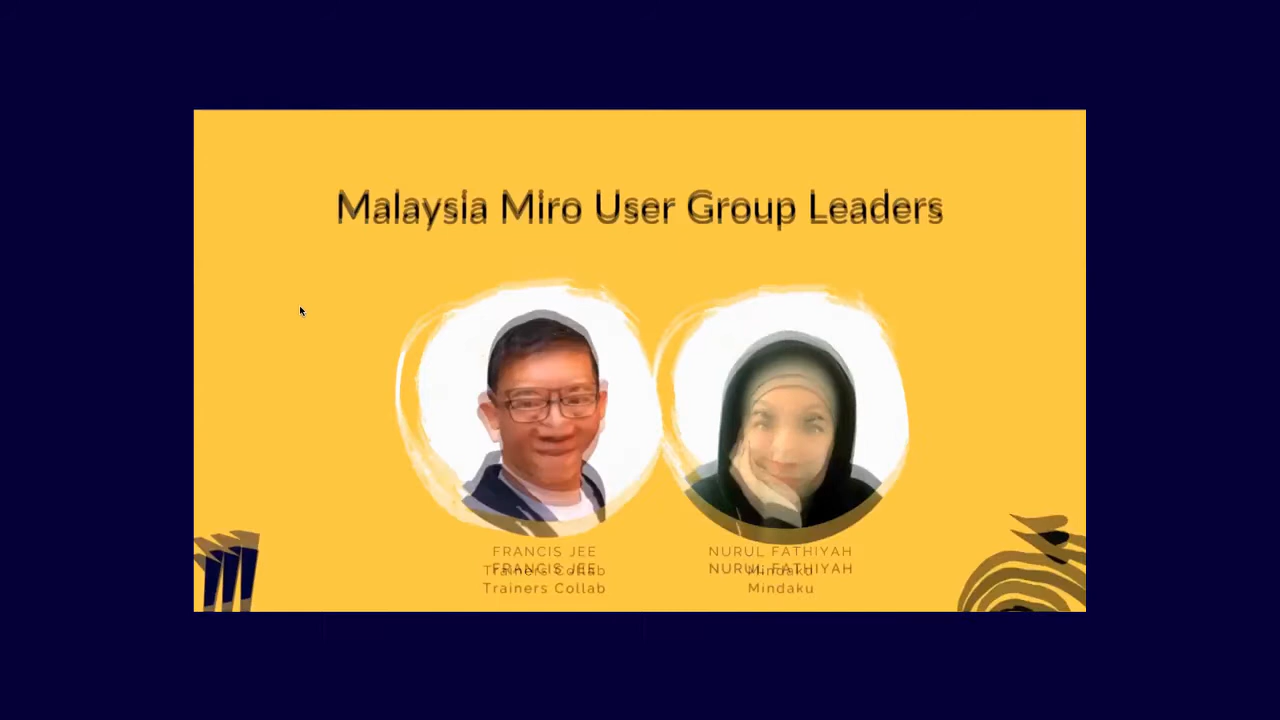 Malaysia Miro User Group Leaders
FRANCIS JEE
Trainers Collab
NURUL FATHIYAH
Mindaku